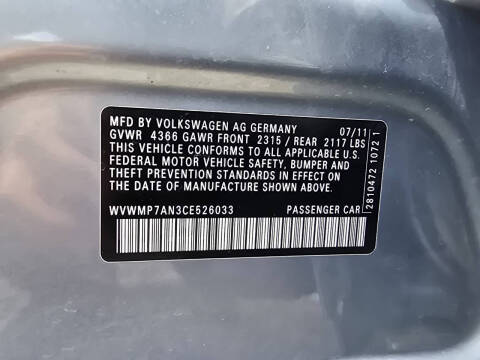 MFD BY VOLKSWAGEN AG GERMANY 07/11
GVWR 4366 GAWR FRONT 2315 / REAR 2117 LBS
THIS VEHICLE CONFORMS TO ALL APPLICABLE U.S.
FEDERAL MOTOR VEHICLE SAFETY, BUMPER AND
THEFT PREVENTION STANDARDS IN EFFECT ON
THE DATE OF MANUFACTURE SHOWN ABOVE.
WVWMP7AN3CE526033 PASSENGER CAR
2810472 10721